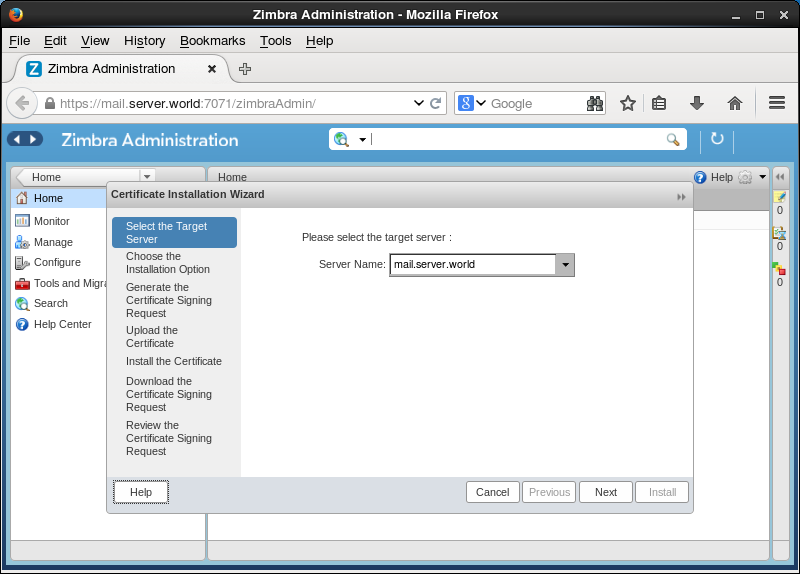 Zimbra Administration - Mozilla Firefox
File Edit View History Bookmarks Tools Help
Zimbra Administration
https://mail.server.world:7071/zimbraAdmin/
Google
Zimbra Administration
Home
Home
Help
Home
Monitor
Manage
Configure
Tools and Migra
Search
Help Center
0
0
0
Certificate Installation Wizard
Select the Target
Server
Choose the
Installation Option
Generate the
Certificate Signing
Request
Upload the
Certificate
Install the Certificate
Download the
Certificate Signing
Request
Review the
Certificate Signing
Request
Please select the target server :
Server Name: mail.server.world
Help
Cancel
Previous
Next
Install